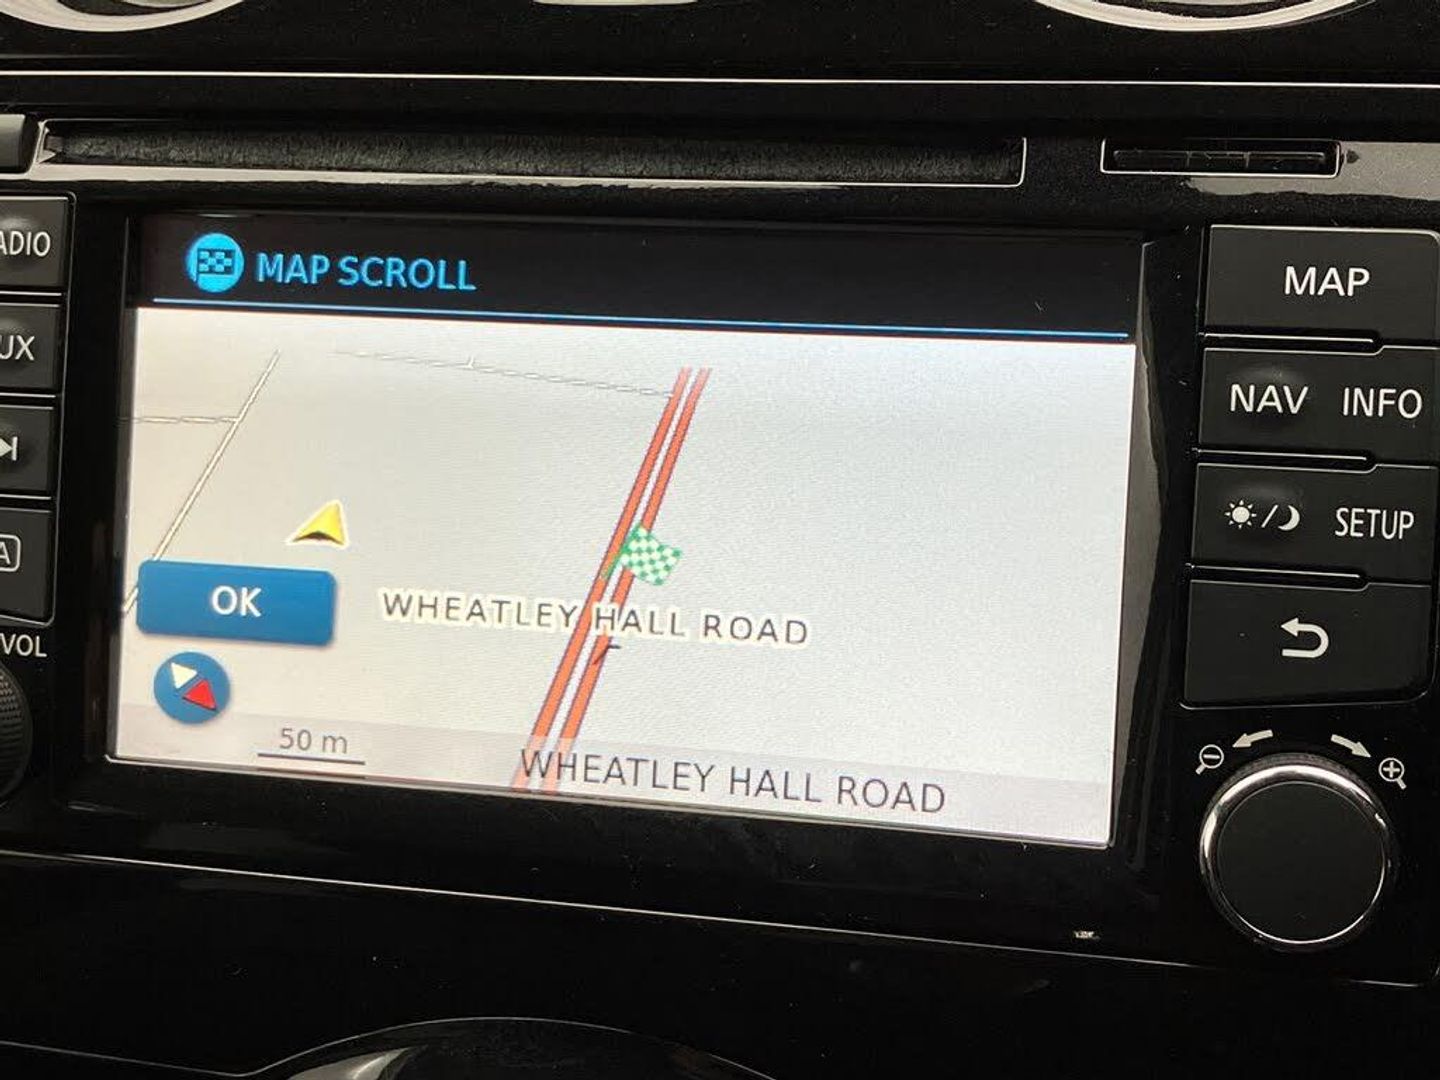 MAP SCROLL
MAP
ADIO
UX
NAV INFO
A
SETUP
OK
WHEATLEY HALL ROAD
VOL
50 m
WHEATLEY HALL ROAD